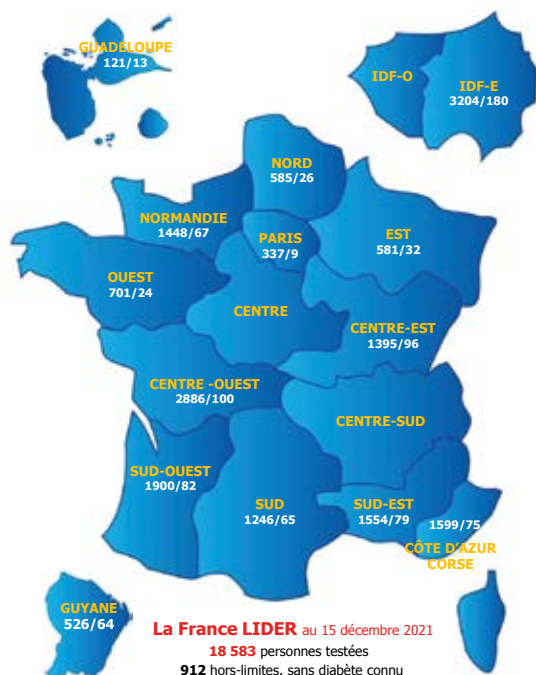 GUADELOUPE
121/13
IDF-O
IDF-E
3204/180
NORD
585/26
NORMANDIE
1448/67
PARIS
337/9
EST
581/32
OUEST
701/24
CENTRE
CENTRE-EST
1395/96
CENTRE -OUEST
2886/100
CENTRE-SUD
SUD-OUEST
1900/82
SUD
1246/65
SUD-EST
1554/79
1599/75
CÔTE D'AZUR
CORSE
GUYANE
526/64
La France LIDER au 15 décembre 2021
18 583 personnes testées
912 hors-limites, sans diabète connu